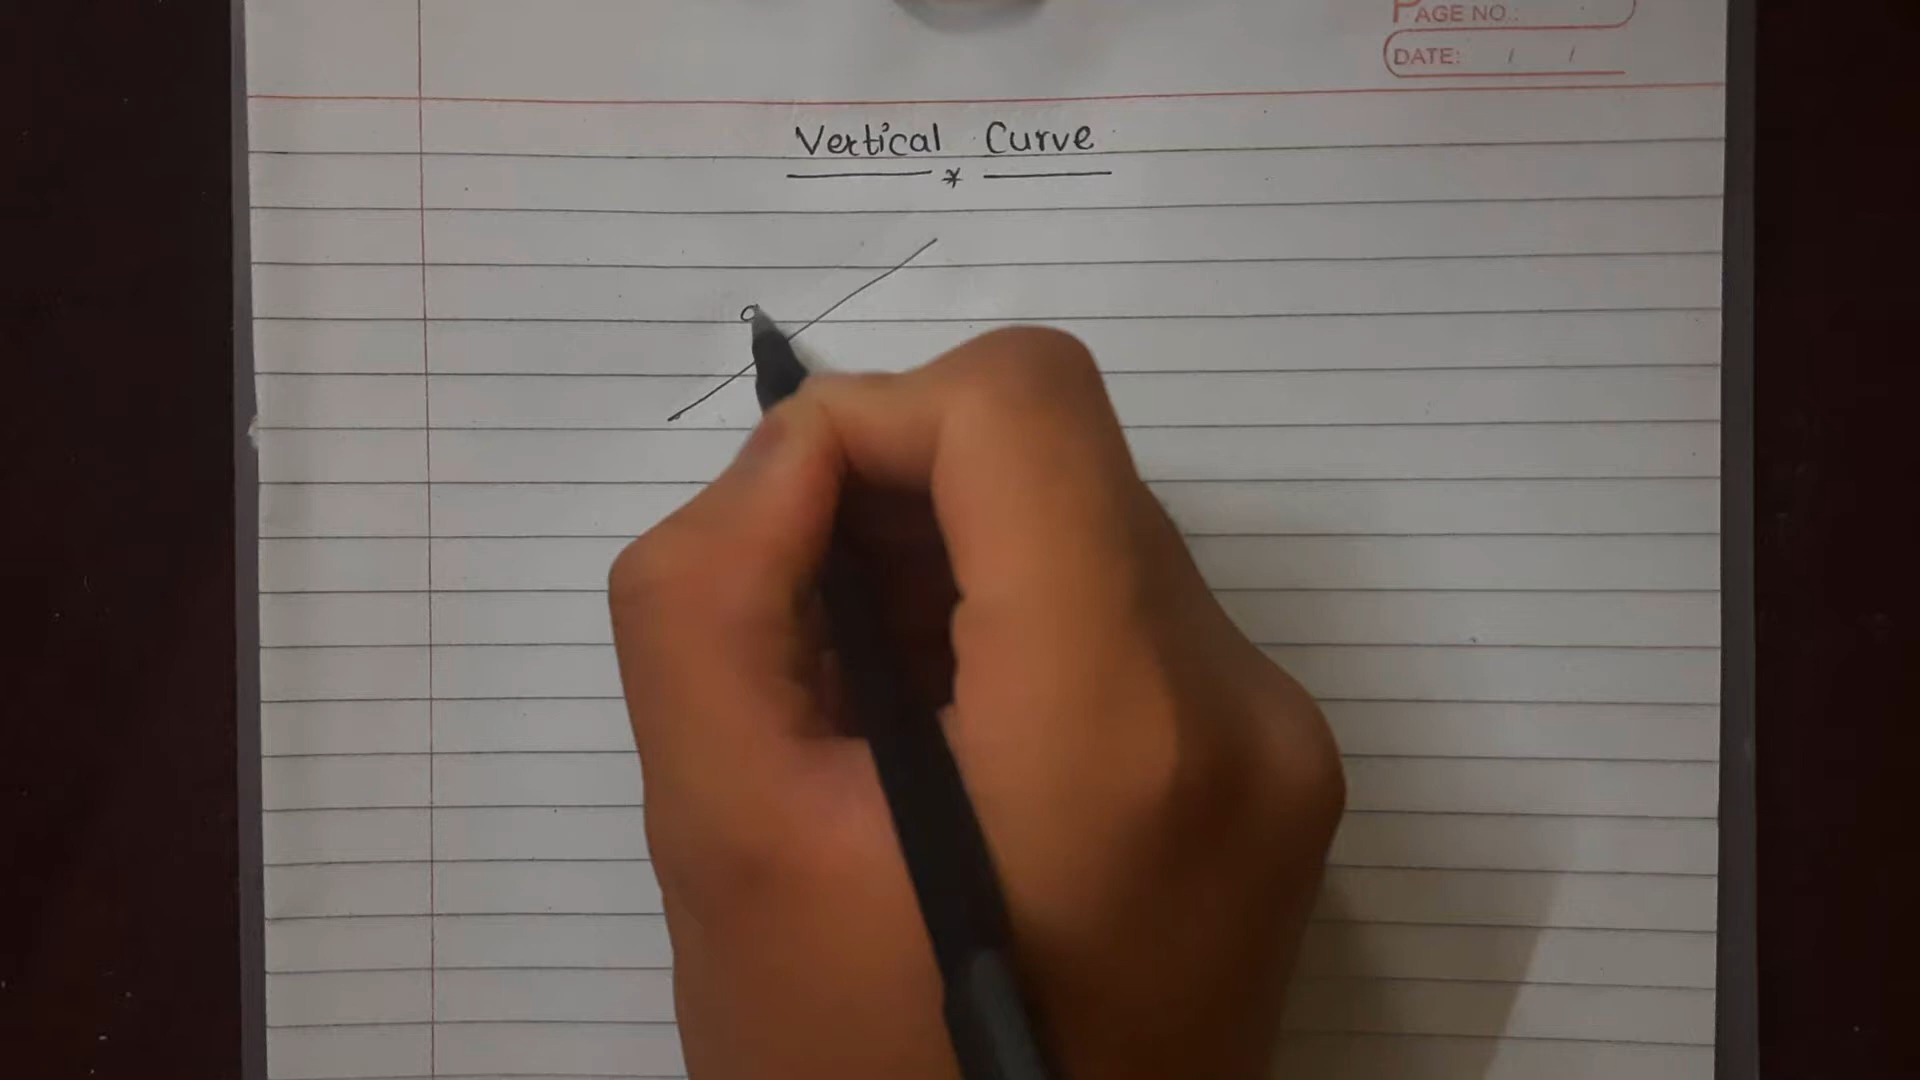 PAGE NO.:
DATE: / /
Vertical Curve
*